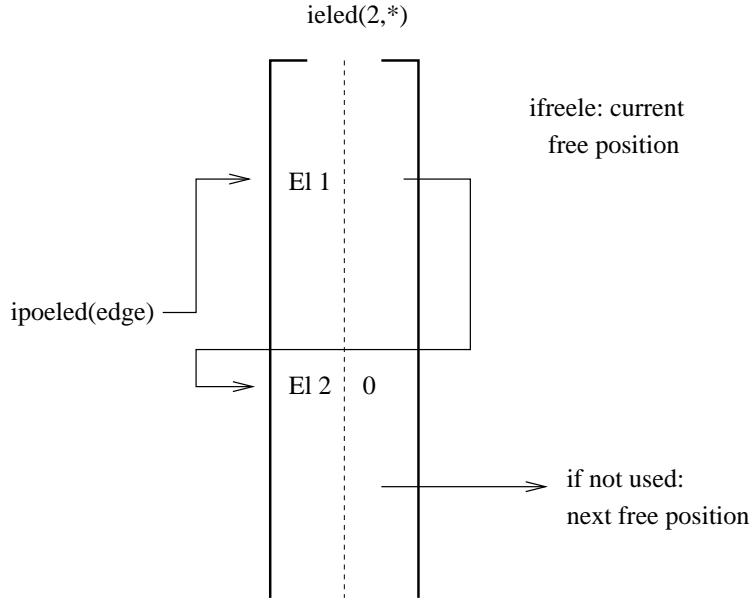 ieled(2,*)
ifreele: current
free position
El 1
ipoeled(edge)
El 2
0
if not used:
next free position